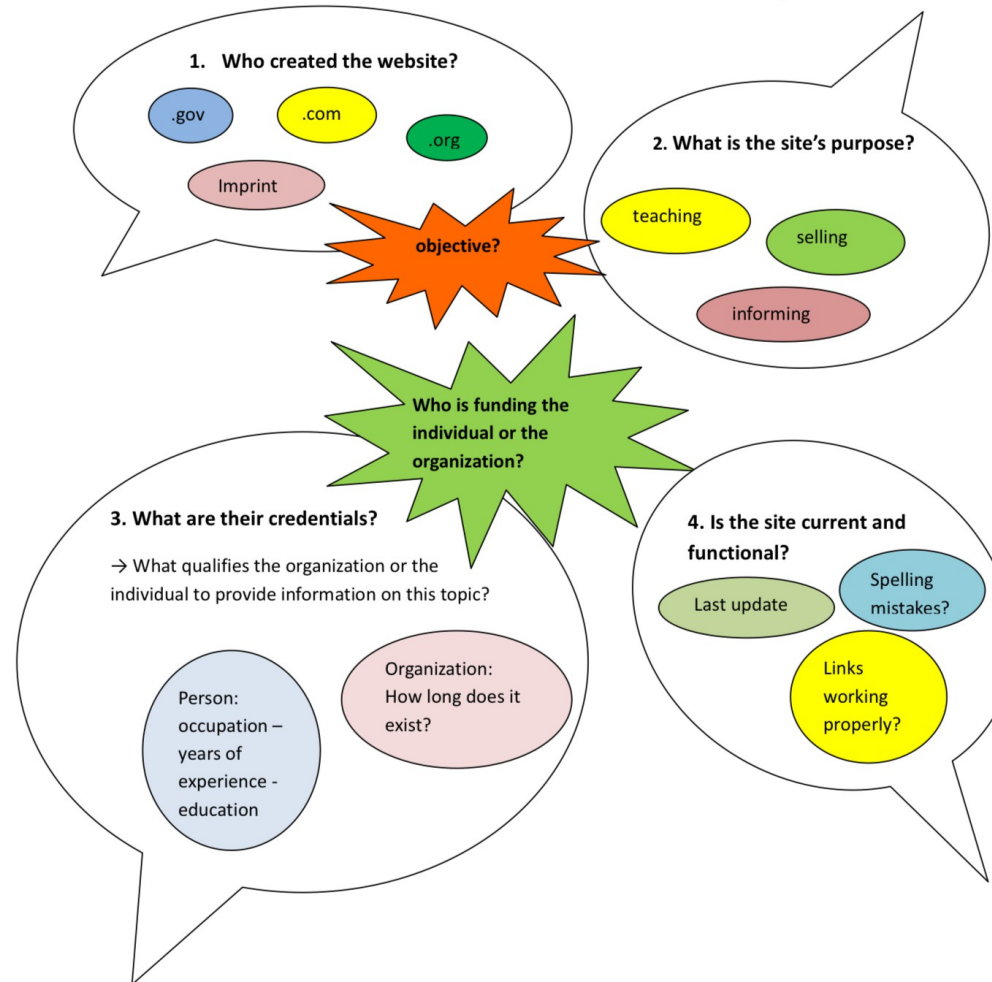 1. Who created the website?
.gov
.com
.org
Imprint
objective?
2. What is the site’s purpose?
teaching
selling
informing
Who is funding the
individual or the
organization?
3. What are their credentials?
→ What qualifies the organization or the
individual to provide information on this topic?
Person:
occupation –
years of
experience -
education
Organization:
How long does it
exist?
4. Is the site current and
functional?
Last update
Spelling
mistakes?
Links
working
properly?